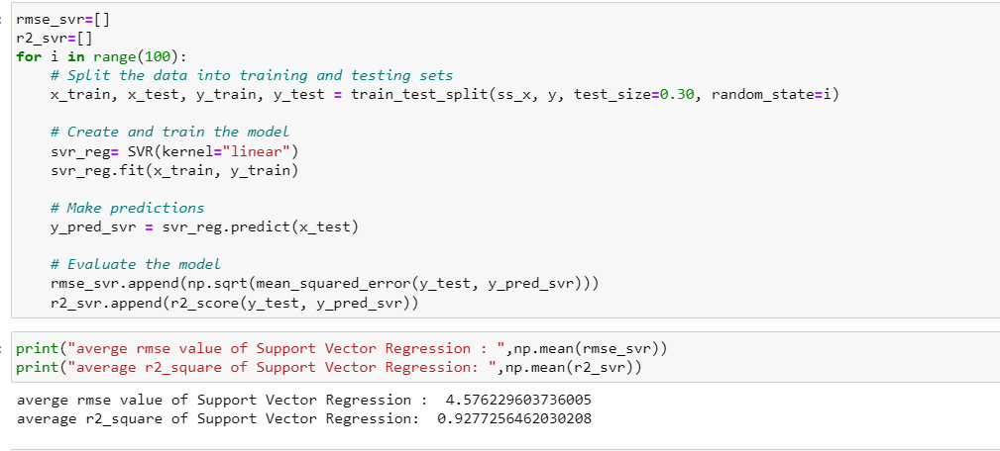 rmse_svr=[]
r2_svr=[]
for i in range(100):
    # Split the data into training and testing sets
    x_train, x_test, y_train, y_test = train_test_split(ss_x, y, test_size=0.30, random_state=i)
    # Create and train the model
    svr_reg= SVR(kernel="linear")
    svr_reg.fit(x_train, y_train)
    # Make predictions
    y_pred_svr = svr_reg.predict(x_test)
    # Evaluate the model
    rmse_svr.append(np.sqrt(mean_squared_error(y_test, y_pred_svr)))
    r2_svr.append(r2_score(y_test, y_pred_svr))
print("averge rmse value of Support Vector Regression : ",np.mean(rmse_svr))
print("average r2_square of Support Vector Regression: ",np.mean(r2_svr))
averge rmse value of Support Vector Regression :  4.576229603736005
average r2_square of Support Vector Regression:  0.9277256462030208